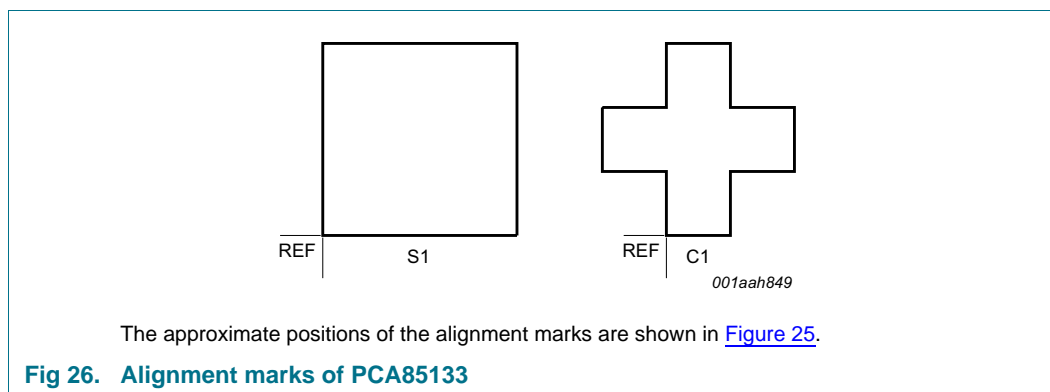 REF
S1
REF
C1
001aah849
The approximate positions of the alignment marks are shown in Figure 25.
Fig 26. Alignment marks of PCA85133